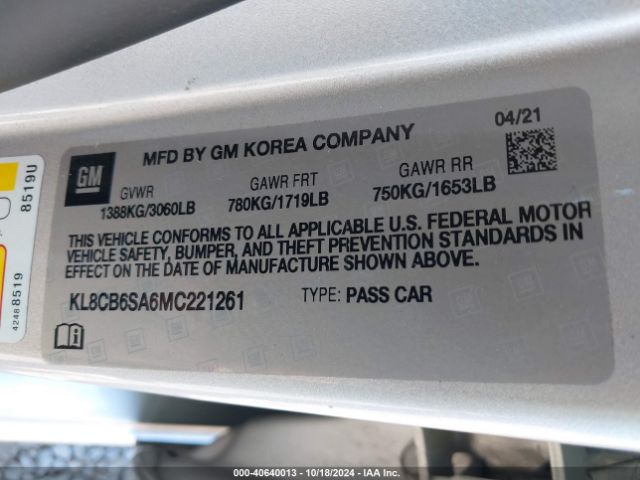 04/21
MFD BY GM KOREA COMPANY
GM
GVWR
GAWR FRT
GAWR RR
1388KG/3060LB
780KG/1719LB
750KG/1653LB
THIS VEHICLE CONFORMS TO ALL APPLICABLE U.S. FEDERAL MOTOR
VEHICLE SAFETY, BUMPER, AND THEFT PREVENTION STANDARDS IN
EFFECT ON THE DATE OF MANUFACTURE SHOWN ABOVE.
KL8CB6SA6MC221261
TYPE: PASS CAR
8519U
42488519
000-40640013 - 10/18/2024 - IAA Inc.